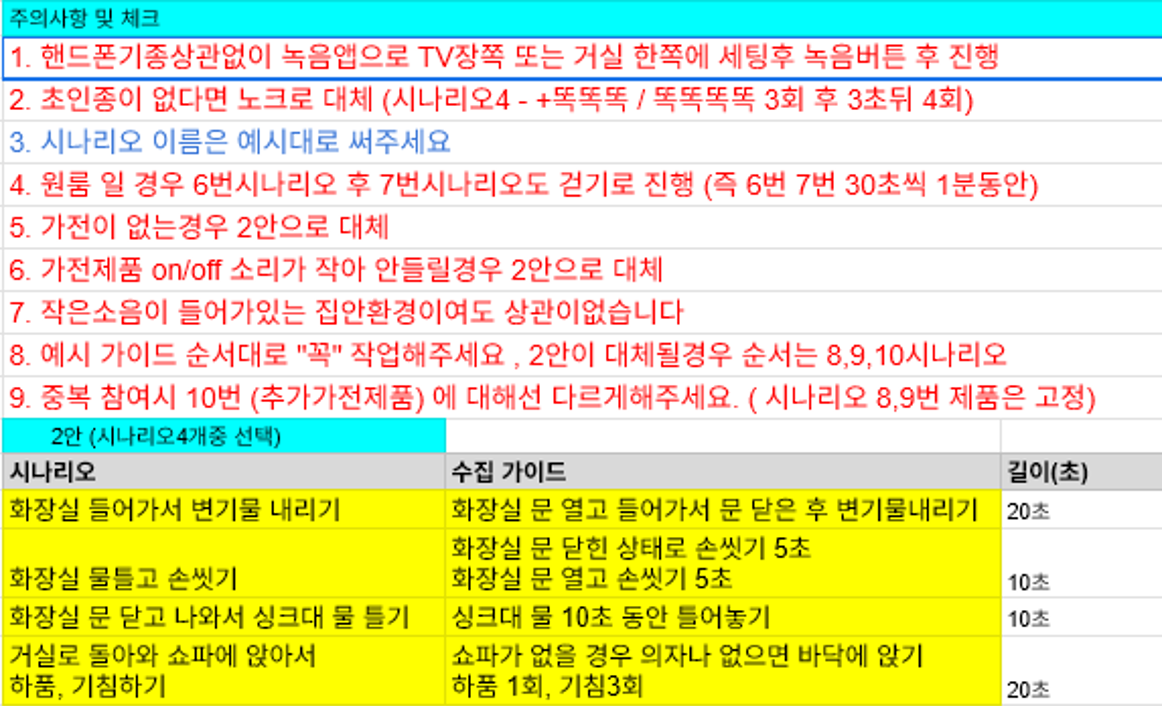 주의사항 및 체크
1. 핸드폰기종상관없이 녹음앱으로 TV장쪽 또는 거실 한쪽에 세팅후 녹음버튼 후 진행
2. 초인종이 없다면 노크로 대체 (시나리오4 - +똑똑똑 / 똑똑똑똑 3회 후 3초뒤 4회)
3. 시나리오 이름은 예시대로 써주세요
4. 원룸 일 경우 6번시나리오 후 7번시나리오도 걷기로 진행 (즉 6번 7번 30초씩 1분동안)
5. 가전이 없는경우 2안으로 대체
6. 가전제품 on/off 소리가 작아 안들릴경우 2안으로 대체
7. 작은소음이 들어가있는 집안환경이여도 상관이없습니다
8. 예시 가이드 순서대로 "꼭" 작업해주세요 , 2안이 대체될경우 순서는 8,9,10시나리오
9. 중복 참여시 10번 (추가가전제품) 에 대해선 다르게해주세요. ( 시나리오 8,9번 제품은 고정)
2안 (시나리오4개중 선택)
시나리오 수집 가이드 길이(초)
화장실 들어가서 변기물 내리기 화장실 문 열고 들어가서 문 닫은 후 변기물내리기 20초
화장실 문 닫힌 상태로 손씻기 5초
화장실 물틀고 손씻기 화장실 문 열고 손씻기 5초 10초
화장실 문 닫고 나와서 싱크대 물 틀기 싱크대 물 10초 동안 틀어놓기 10초
거실로 돌아와 쇼파에 앉아서 쇼파가 없을 경우 의자나 없으면 바닥에 앉기
하품, 기침하기 하품 1회, 기침3회 20초